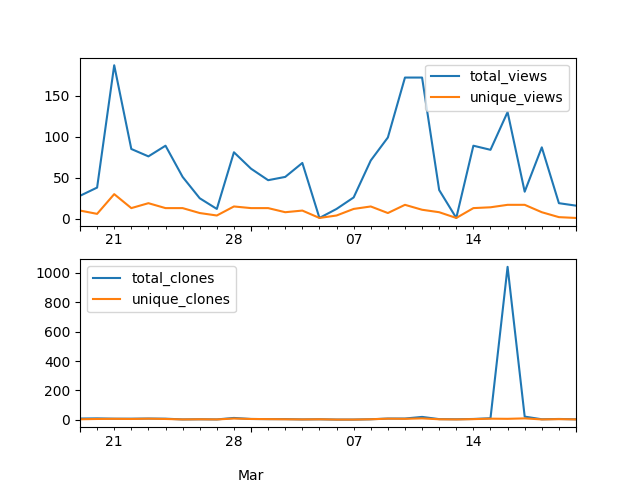 150
100
50
0
total_views
unique_views
21 28 07 14
1000
800
600
400
200
0
total_clones
unique_clones
21 28 07 14
Mar